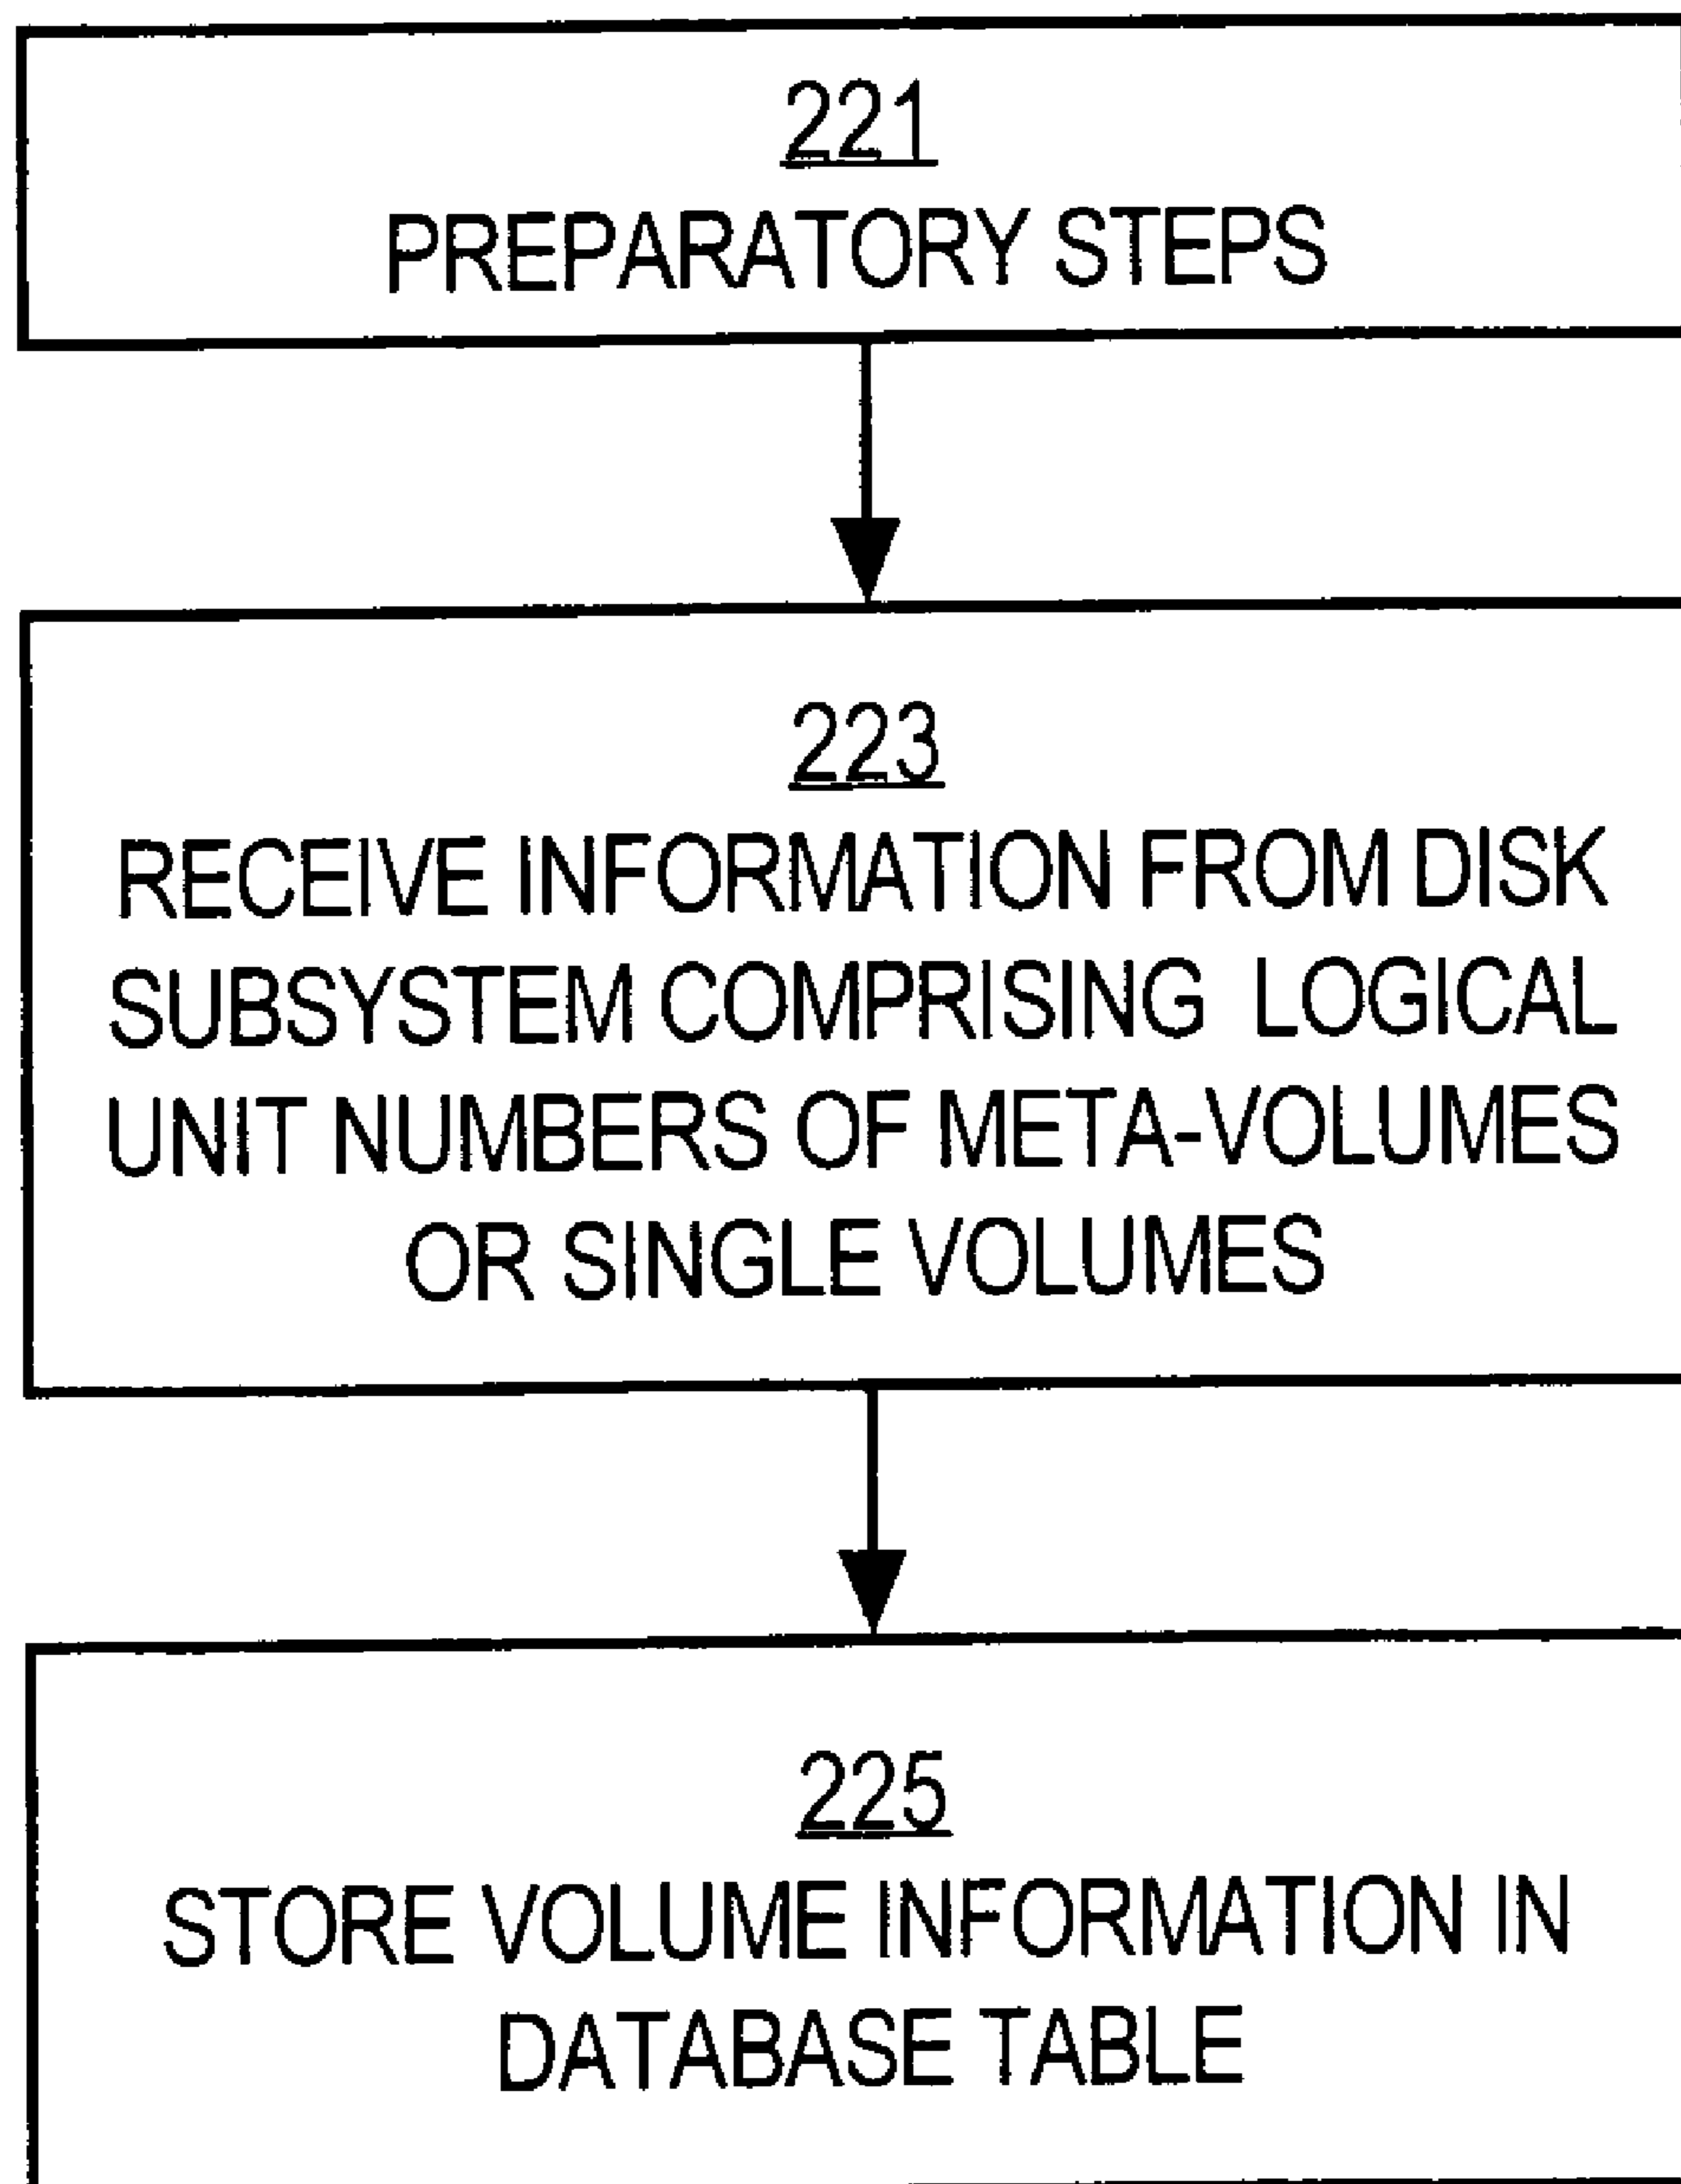 221
PREPARATORY STEPS
223
RECEIVE INFORMATION FROM DISK
SUBSYSTEM COMPRISING LOGICAL
UNIT NUMBERS OF META-VOLUMES
OR SINGLE VOLUMES
225
STORE VOLUME INFORMATION IN
DATABASE TABLE